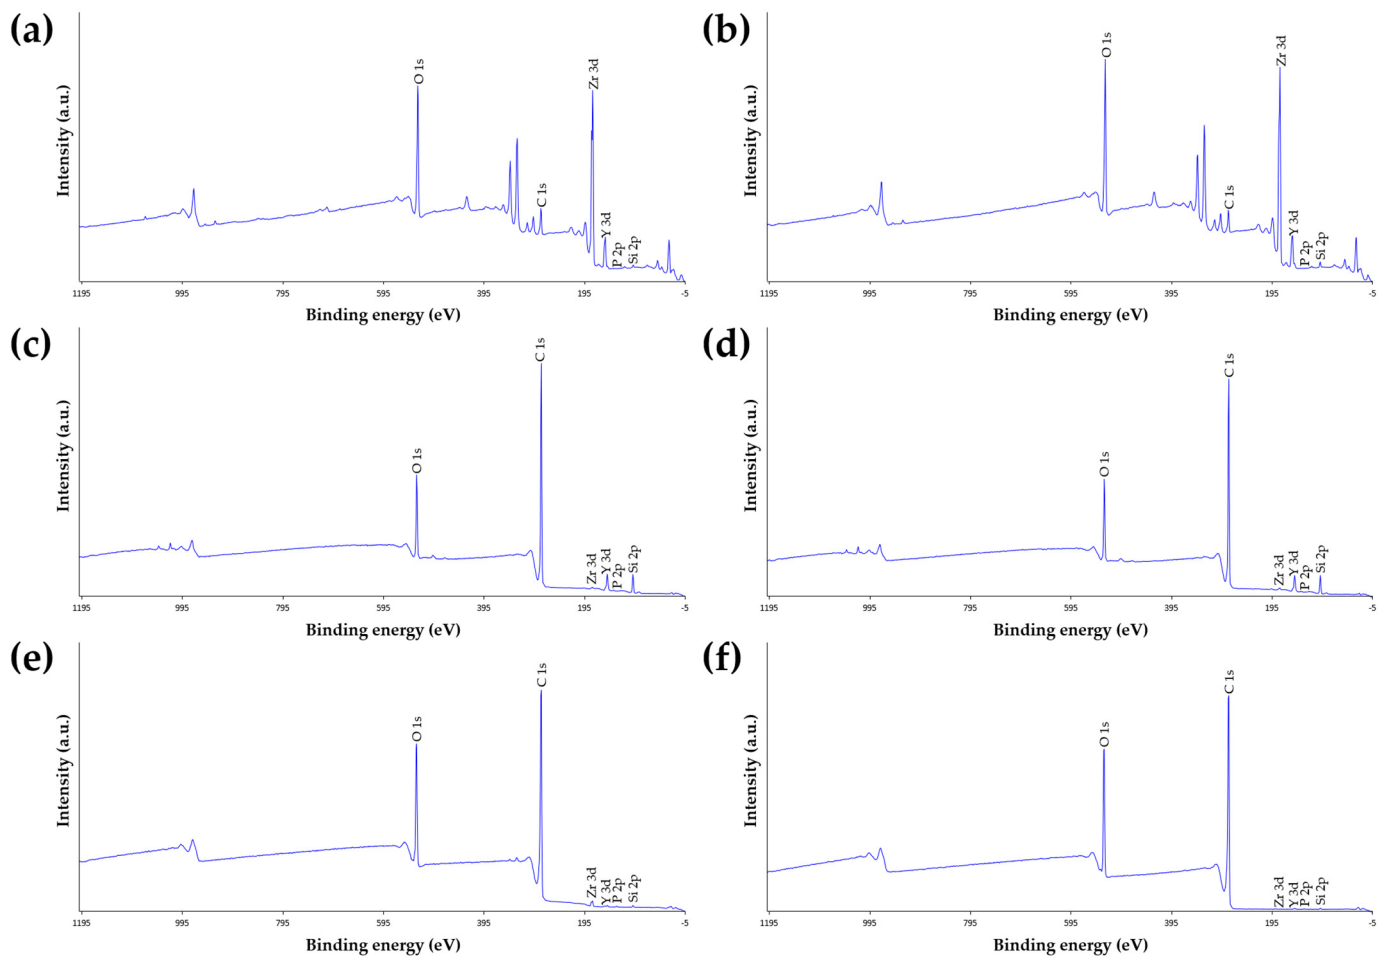 (a)
Intensity (a.u.)
O 1s
C 1s
Zr 3d
Y 3d
P 2p
Si 2p
1195 995 795 595 395 195 -5
Binding energy (eV)
(b)
Intensity (a.u.)
O 1s
C 1s
Zr 3d
Y 3d
P 2p
Si 2p
1195 995 795 595 395 195 -5
Binding energy (eV)
(c)
Intensity (a.u.)
O 1s
C 1s
Zr 3d
Y 3d
P 2p
Si 2p
1195 995 795 595 395 195 -5
Binding energy (eV)
(d)
Intensity (a.u.)
O 1s
C 1s
Zr 3d
Y 3d
P 2p
Si 2p
1195 995 795 595 395 195 -5
Binding energy (eV)
(e)
Intensity (a.u.)
O 1s
C 1s
Zr 3d
Y 3d
P 2p
Si 2p
1195 995 795 595 395 195 -5
Binding energy (eV)
(f)
Intensity (a.u.)
O 1s
C 1s
Zr 3d
Y 3d
P 2p
Si 2p
1195 995 795 595 395 195 -5
Binding energy (eV)